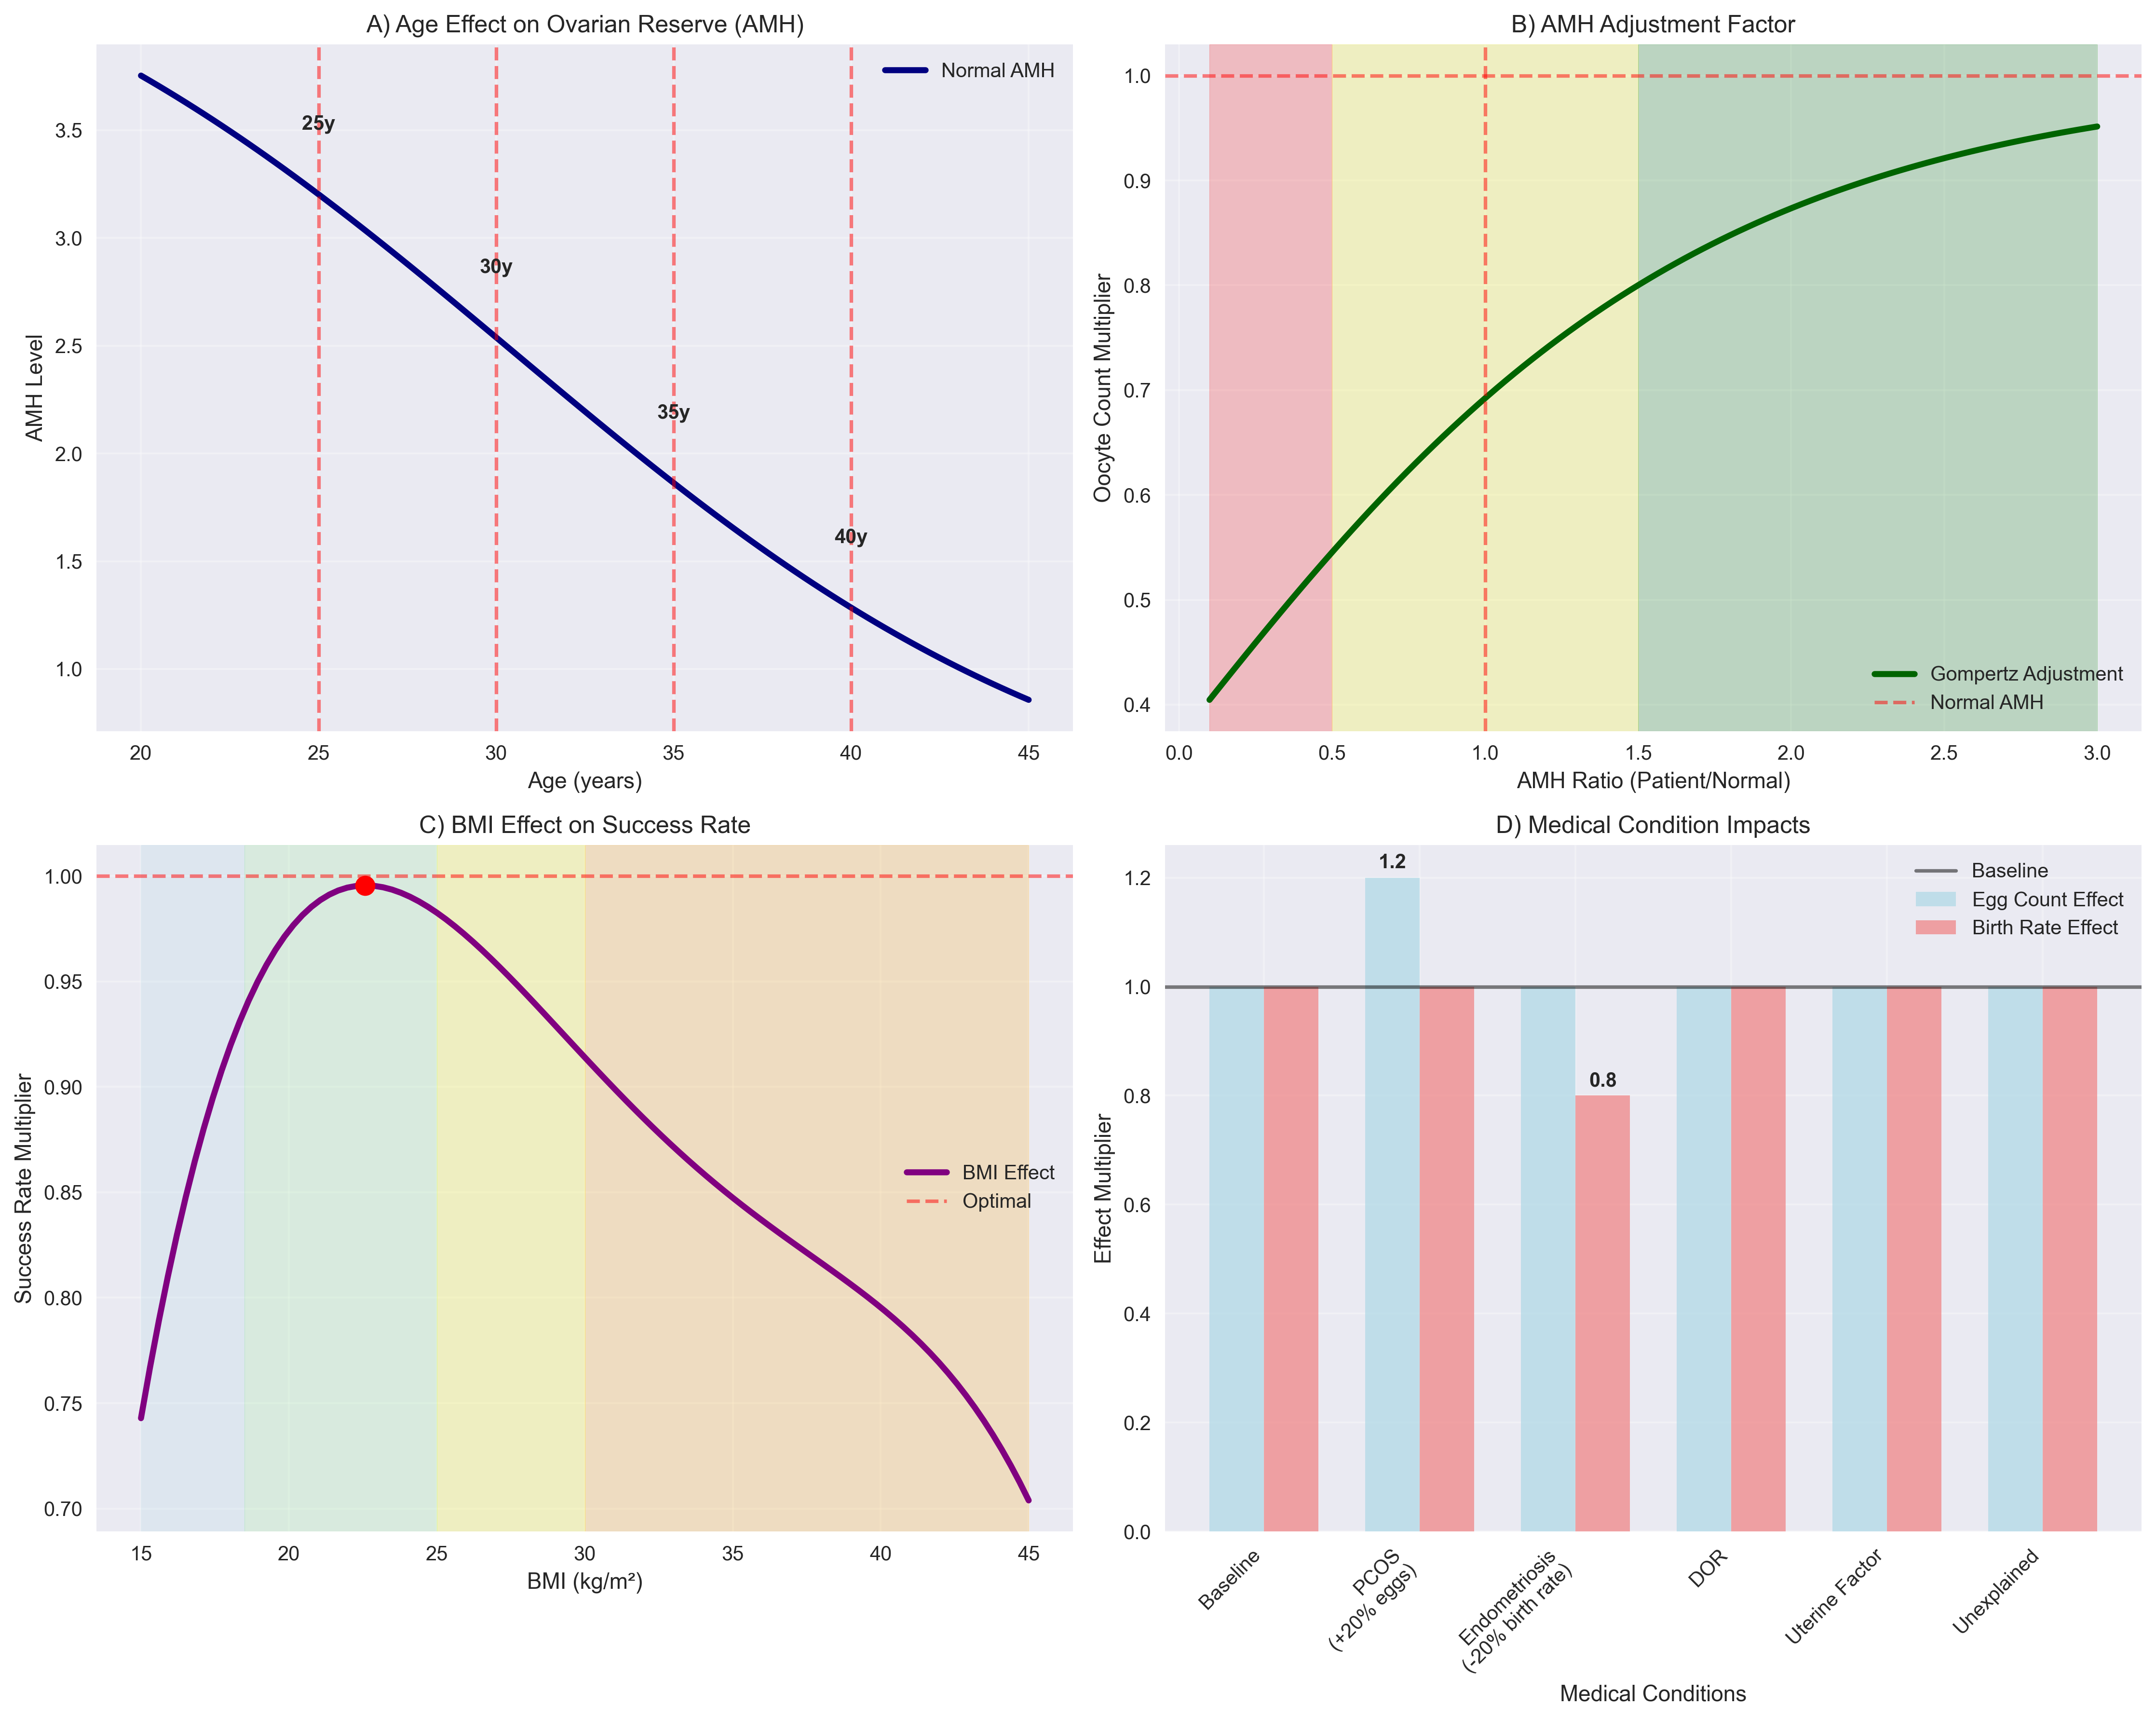 A) Age Effect on Ovarian Reserve (AMH)
Normal AMH
25y
30y
35y
40y
3.5
3.0
2.5
2.0
1.5
1.0
AMH Level
20
25
30
35
40
45
Age (years)
B) AMH Adjustment Factor
1.0
0.9
0.8
0.7
0.6
0.5
0.4
Oocyte Count Multiplier
Gompertz Adjustment
Normal AMH
0.0
0.5
1.0
1.5
2.0
2.5
3.0
AMH Ratio (Patient/Normal)
C) BMI Effect on Success Rate
1.00
0.95
0.90
0.85
0.80
0.75
0.70
Success Rate Multiplier
BMI Effect
Optimal
15
20
25
30
35
40
45
BMI (kg/m²)
D) Medical Condition Impacts
1.2
0.8
Baseline
Egg Count Effect
Birth Rate Effect
1.2
1.0
0.8
0.6
0.4
0.2
0.0
Effect Multiplier
Baseline
PCOS
(+20% eggs)
Endometriosis
(-20% birth rate)
DOR
Uterine Factor
Unexplained
Medical Conditions